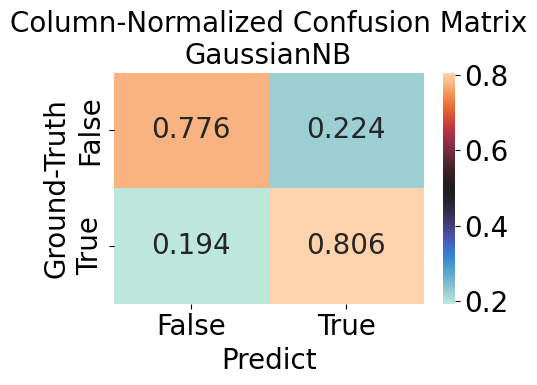 Column-Normalized Confusion Matrix
GaussianNB
Ground-Truth
False
True
0.776
0.224
0.194
0.806
False
True
Predict
0.8
0.6
0.4
0.2